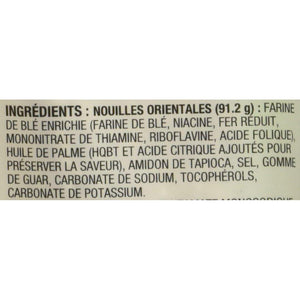 INGRÉDIENTS : NOUILLES ORIENTALES (91.2 g) : FARINE
DE BLÉ ENRICHIE (FARINE DE BLÉ, NIACINE, FER RÉDUIT,
MONONITRATE DE THIAMINE, RIBOFLAVINE, ACIDE FOLIQUE),
HUILE DE PALME (HQBT ET ACIDE CITRIQUE AJOUTÉS POUR
PRÉSERVER LA SAVEUR), AMIDON DE TAPIOCA, SEL, GOMME
DE GUAR, CARBONATE DE SODIUM, TOCOPHÉROLS,
CARBONATE DE POTASSIUM.